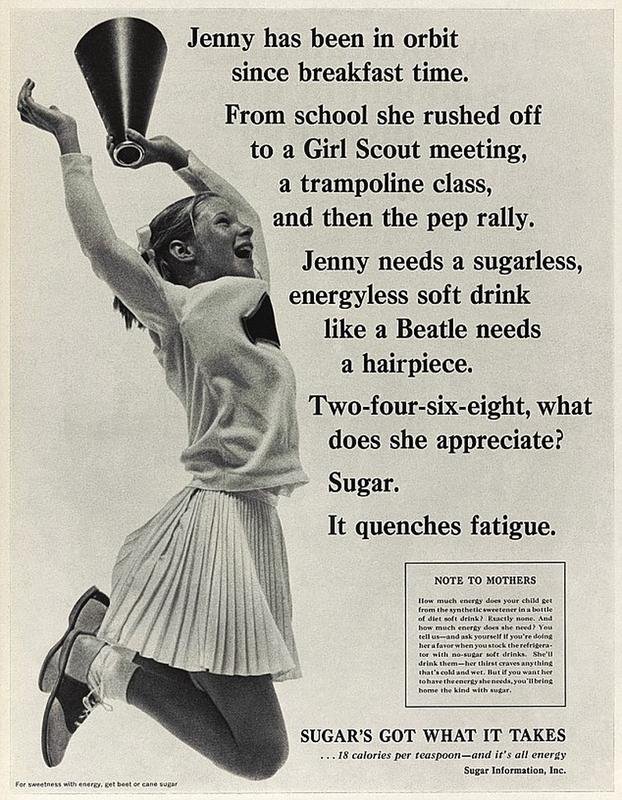 Jenny has been in orbit
since breakfast time.
From school she rushed off
to a Girl Scout meeting,
a trampoline class,
and then the pep rally.
Jenny needs a sugarless,
energyless soft drink
like a Beatle needs
a hairpiece.
Two-four-six-eight, what
does she appreciate?
Sugar.
It quenches fatigue.
NOTE TO MOTHERS
How much energy does your child get
from the synthetic sweetener in a bottle
of diet soft drink? Exactly none. And
how much energy does she need? You
tell us—and ask yourself if you're doing
her a favor when you stock the refrigera-
tor with no-sugar soft drinks. She'll
drink them—her thirst craves anything
that's cold and wet. But if you want her
to have the energy she needs, you'll bring
home the kind with sugar.
SUGAR'S GOT WHAT IT TAKES
...18 calories per teaspoon—and it's all energy
Sugar Information, Inc.
For sweetness with energy, get beet or cane sugar